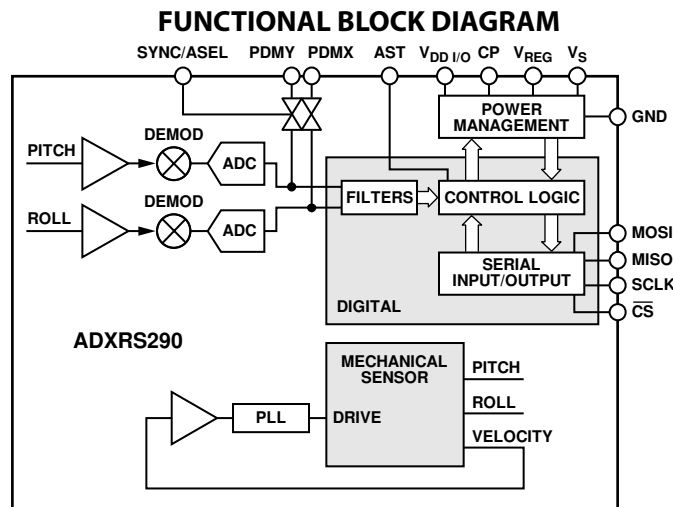 FUNCTIONAL BLOCK DIAGRAM
SYNC/ASEL PDMY PDMX AST VDD I/O CP VREG VS
POWER
MANAGEMENT
GND
DEMOD
PITCH
ADC
DEMOD
ROLL
ADC
FILTERS
CONTROL LOGIC
SERIAL
INPUT/OUTPUT
DIGITAL
MOSI
MISO
SCLK
C̅S̅
ADXRS290
MECHANICAL
SENSOR
PITCH
ROLL
VELOCITY
PLL
DRIVE